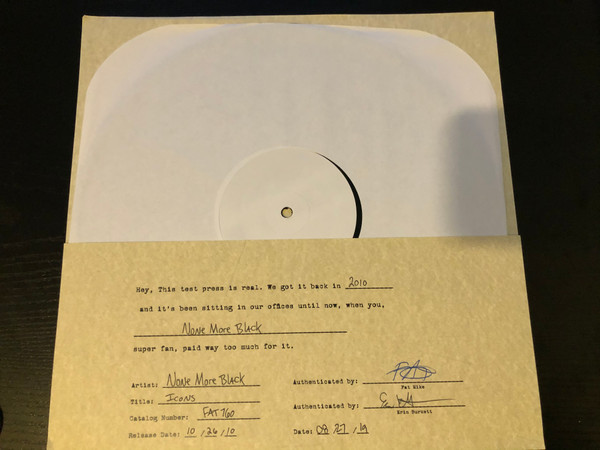 Hey, This test press is real. We got it back in 2010
and it's been sitting in our offices until now, when you,
None More Black
super fan, paid way too much for it.
Artist: None More Black
Title: Icons
Catalog Number: FAT 760
Release Date: 10 / 26 / 10
Authenticated by:
Fat Mike
Authenticated by:
Erin Burnett
Date: 08 / 27 / 19